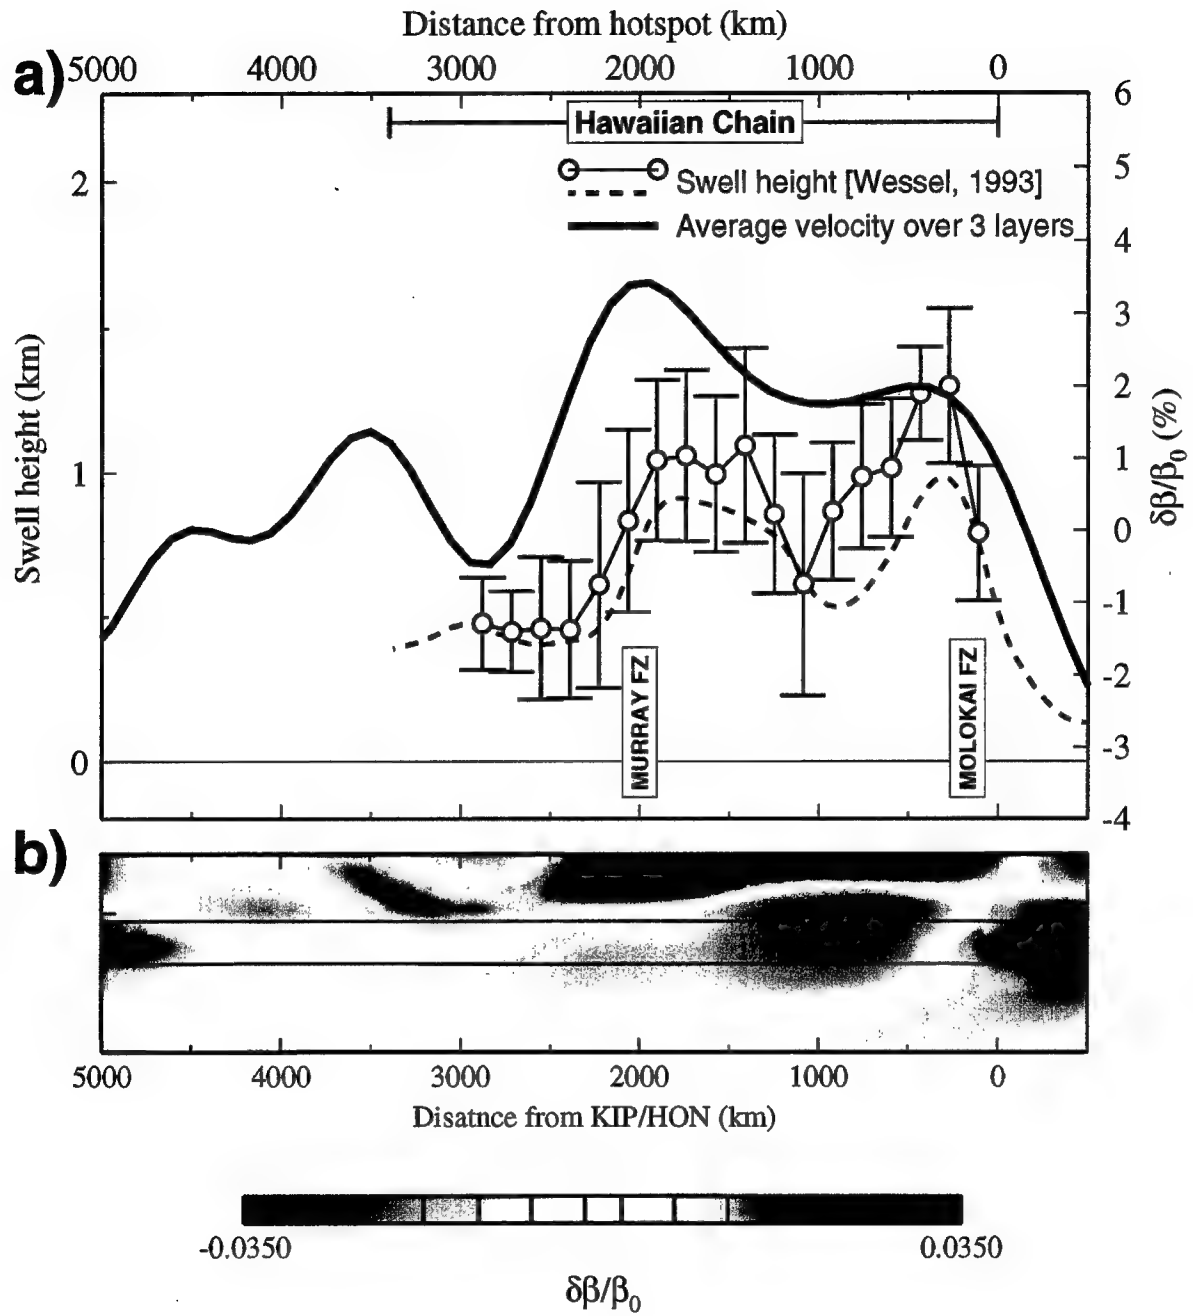 Distance from hotspot (km)
a) 5000 4000 3000 2000 1000 0
Hawaiian Chain
Swell height [Wessel, 1993]
Average velocity over 3 layers
Swell height (km)
2
1
0
6
5
4
3
2
1
0
-1
-2
-3
-4
δβ/β0 (%)
MURRAY FZ
MOLOKAI FZ
b)
5000 4000 3000 2000 1000 0
Disatnce from KIP/HON (km)
-0.0350 0.0350
δβ/β0